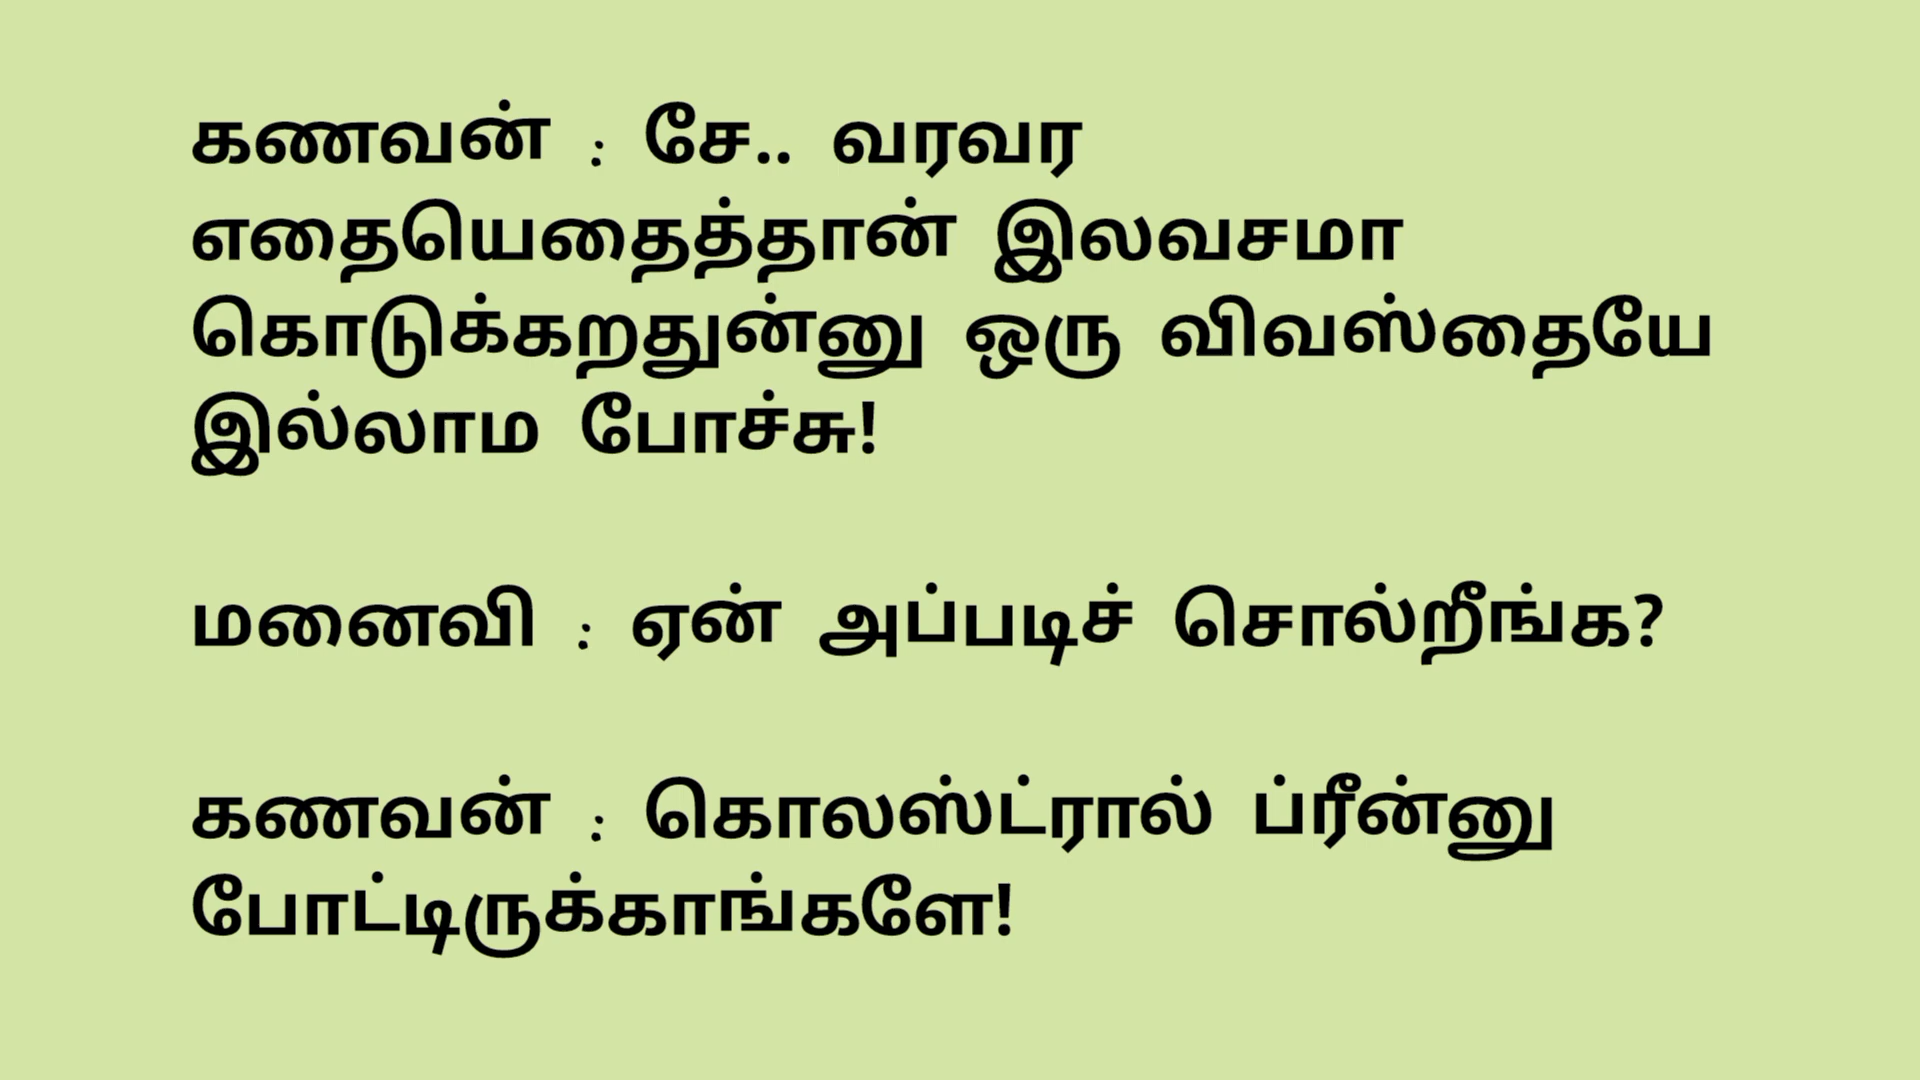 கணவன் : சே.. வரவர
எதையெதைத்தான் இலவசமா
கொடுக்கறதுன்னு ஒரு விவஸ்தையே
இல்லாம போச்சு!
மனைவி : ஏன் அப்படிச் சொல்றீங்க?
கணவன் : கொலஸ்ட்ரால் ப்ரீன்னு
போட்டிருக்காங்களே!